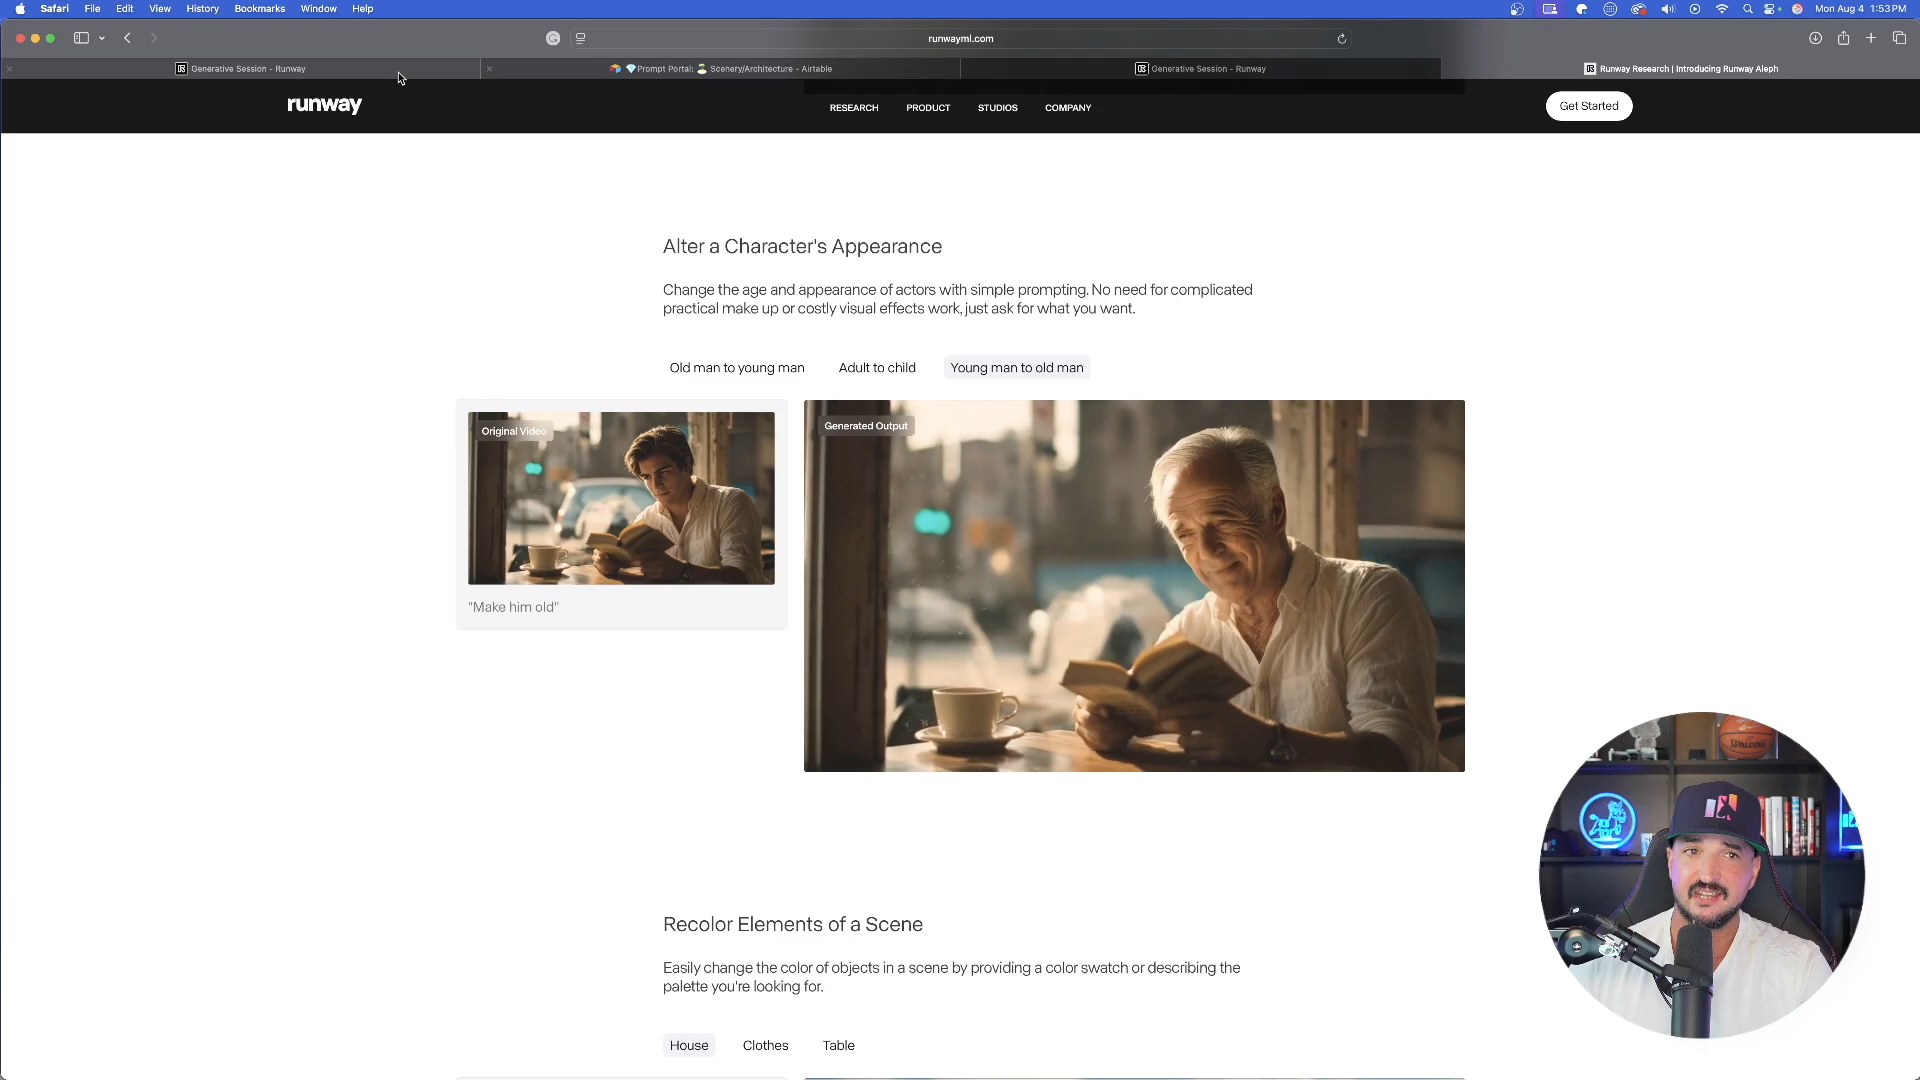 Safari File Edit View History Bookmarks Window Help
Mon Aug 4 1:53 PM
runwayml.com
Generative Session - Runway
💎Prompt Portal: 🏝️ Scenery/Architecture - Airtable
Generative Session - Runway
Runway Research | Introducing Runway Aleph
runway
RESEARCH PRODUCT STUDIOS COMPANY
Get Started
Alter a Character's Appearance
Change the age and appearance of actors with simple prompting. No need for complicated
practical make up or costly visual effects work, just ask for what you want.
Old man to young man Adult to child Young man to old man
Original Video
"Make him old"
Generated Output
SPALDING
Recolor Elements of a Scene
Easily change the color of objects in a scene by providing a color swatch or describing the
palette you're looking for.
House Clothes Table